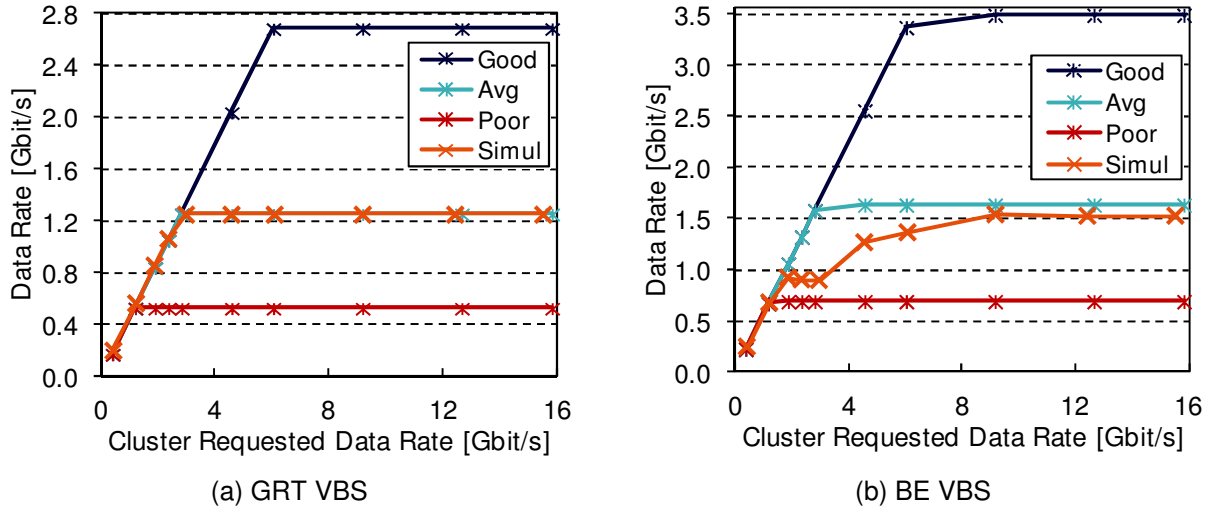 2.8
2.4
2.0
1.6
1.2
0.8
0.4
0.0
Data Rate [Gbit/s]
Good
Avg
Poor
Simul
0 4 8 12 16
Cluster Requested Data Rate [Gbit/s]
(a) GRT VBS
3.5
3.0
2.5
2.0
1.5
1.0
0.5
0.0
Data Rate [Gbit/s]
Good
Avg
Poor
Simul
0 4 8 12 16
Cluster Requested Data Rate [Gbit/s]
(b) BE VBS